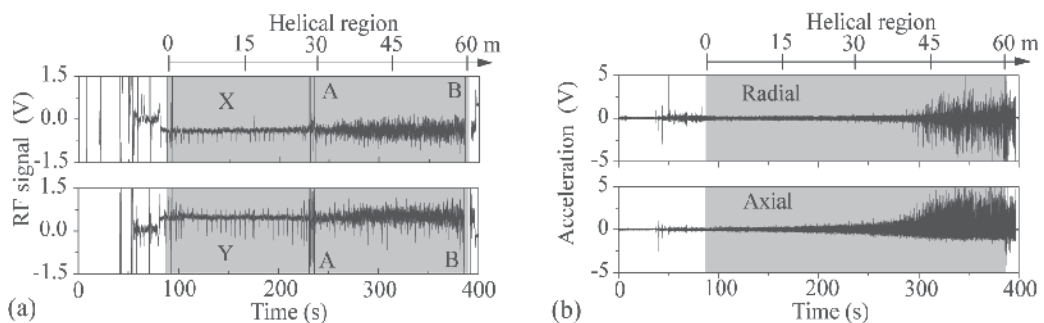 Helical region
0 15 30 45 60 m
1.5
0.0
-1.5
X A B
1.5
0.0
-1.5
Y A B
RF signal (V)
100 200 300 400
Time (s)
(a)
Helical region
0 15 30 45 60 m
5
0
-5
Radial
5
0
-5
Axial
Acceleration (V)
0 100 200 300 400
Time (s)
(b)